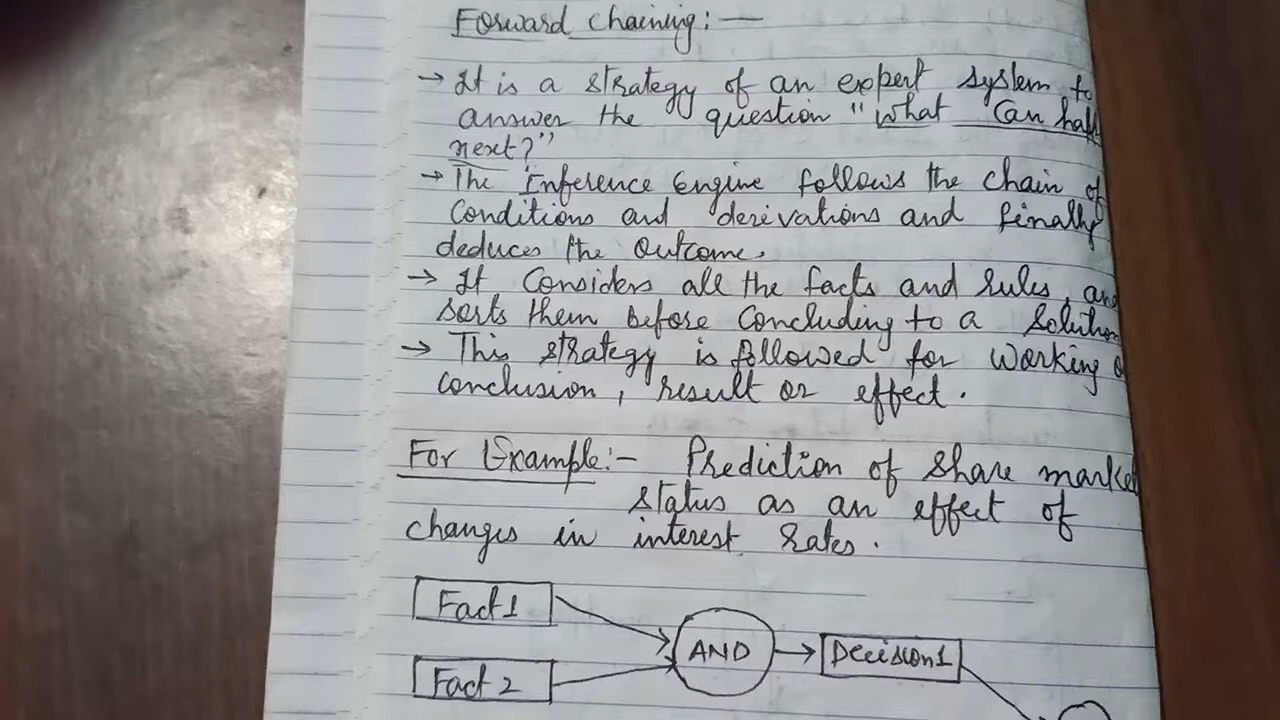 Forward chaining:—
→ It is a strategy of an expert system to
answer the question "what can hap
next?"
→ The Inference Engine follows the chain of
conditions and derivations and finally
deduces the outcome.
→ It Considers all the facts and rules, and
sorts them before concluding to a solution
→ This strategy is followed for working o
conclusion, result or effect.
For Example:- Prediction of share market
status as an effect of
changes in interest rates.
Fact 1
AND
Decision1
Fact 2